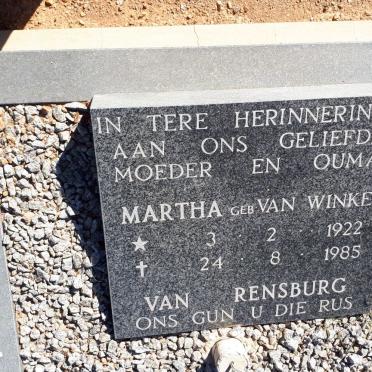 IN TERE HERINNERIN
AAN ONS GELIEFD
MOEDER EN OUMA
MARTHA GEB VAN WINKE
★ 3 2 1922
✝ 24 8 1985
VAN RENSBURG
ONS GUN U DIE RUS